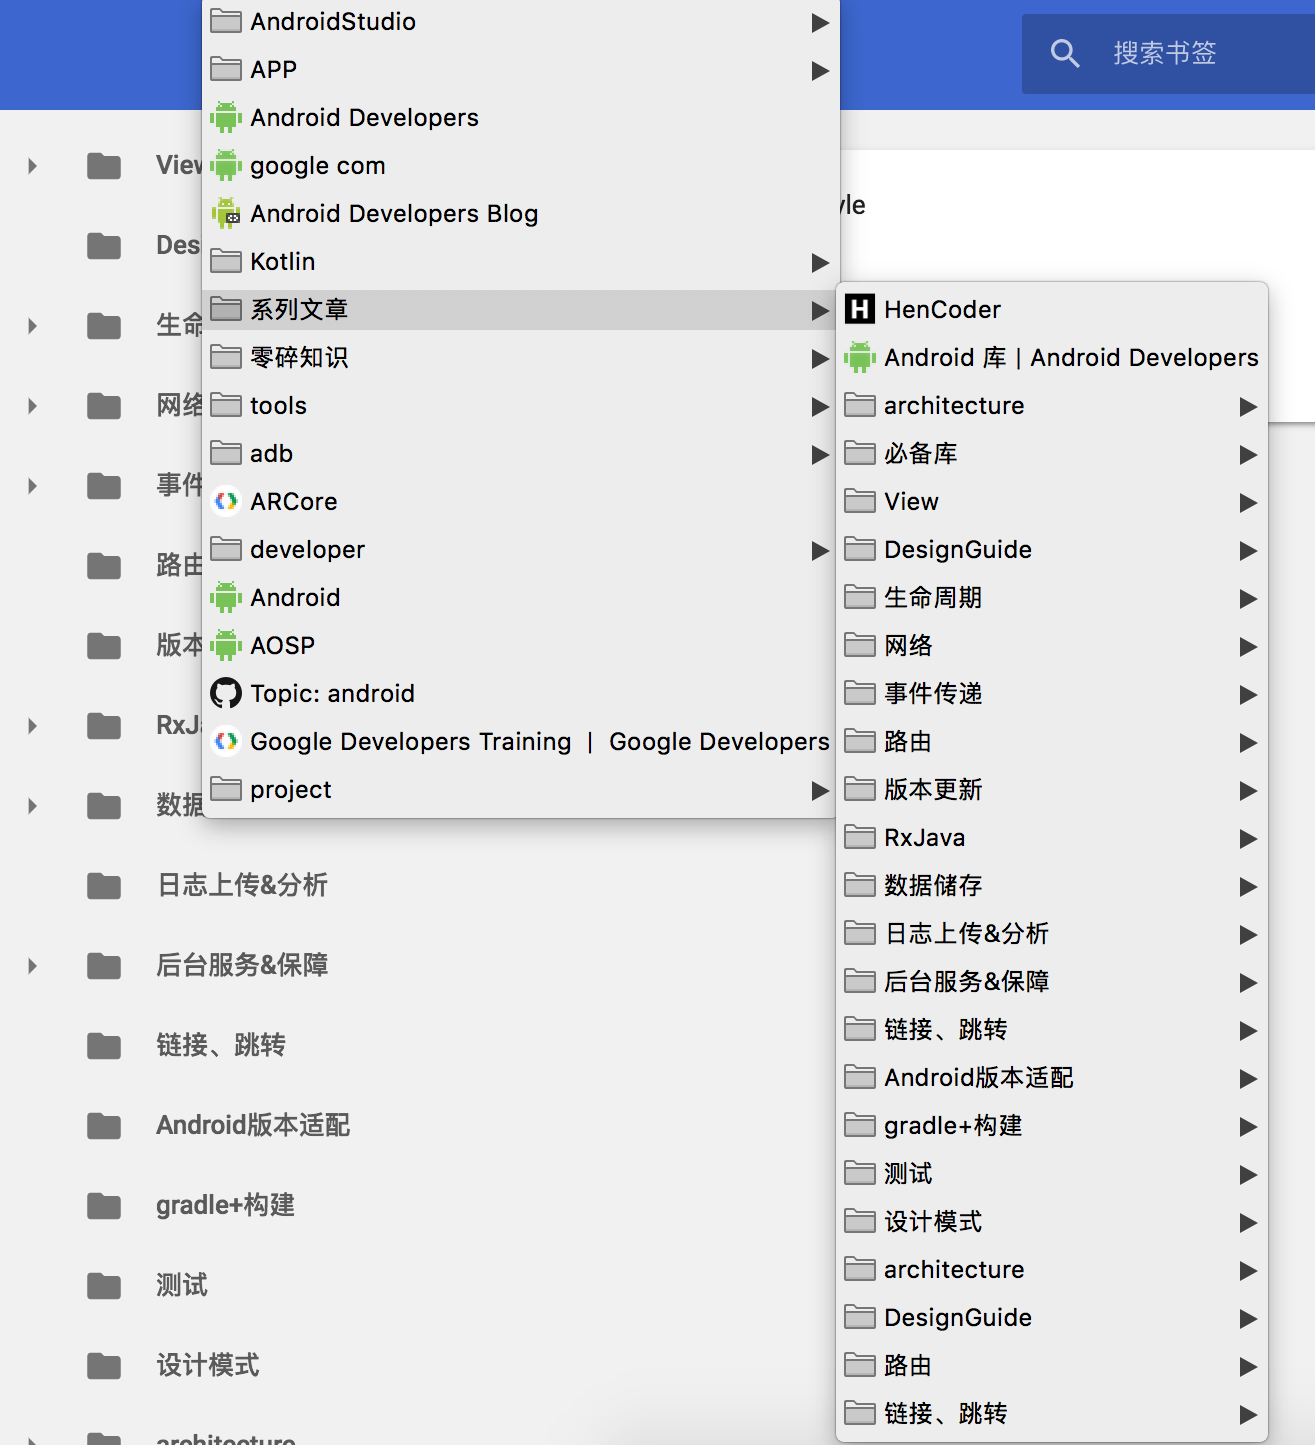 搜索书签
AndroidStudio
APP
Android Developers
google com
Android Developers Blog
Kotlin
系列文章
零碎知识
tools
adb
ARCore
developer
Android
AOSP
Topic: android
Google Developers Training | Google Developers
project
HenCoder
Android 库 | Android Developers
architecture
必备库
View
DesignGuide
生命周期
网络
事件传递
路由
版本更新
RxJava
数据储存
日志上传&分析
后台服务&保障
链接、跳转
Android版本适配
gradle+构建
测试
设计模式
architecture
DesignGuide
路由
链接、跳转
View
Des
生命
网络
事件
路由
版本
RxJa
数据
日志上传&分析
后台服务&保障
链接、跳转
Android版本适配
gradle+构建
测试
设计模式
architecture
yle